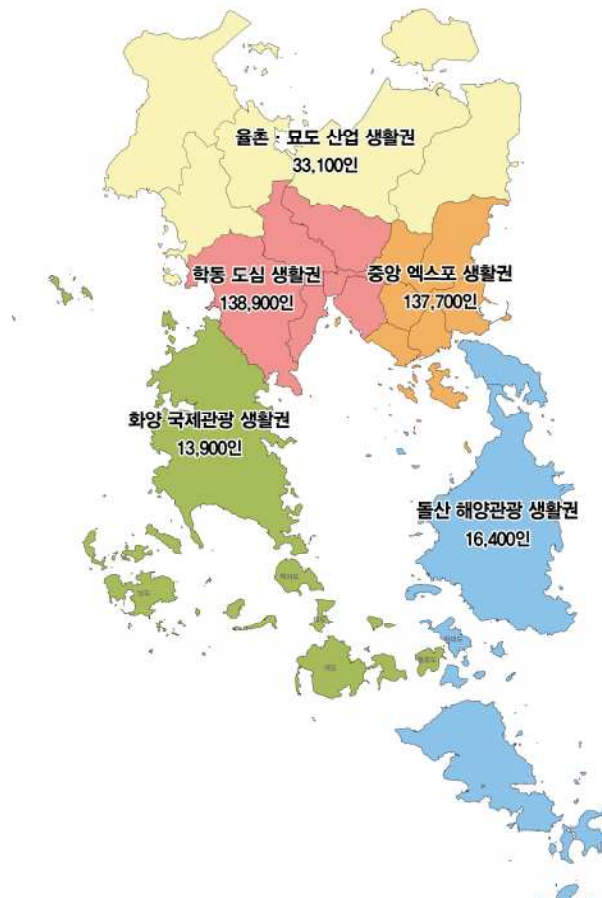 율촌 · 묘도 산업 생활권
33,100인
학동 도심 생활권
138,900인
중앙 엑스포 생활권
137,700인
화양 국제관광 생활권
13,900인
돌산 해양관광 생활권
16,400인